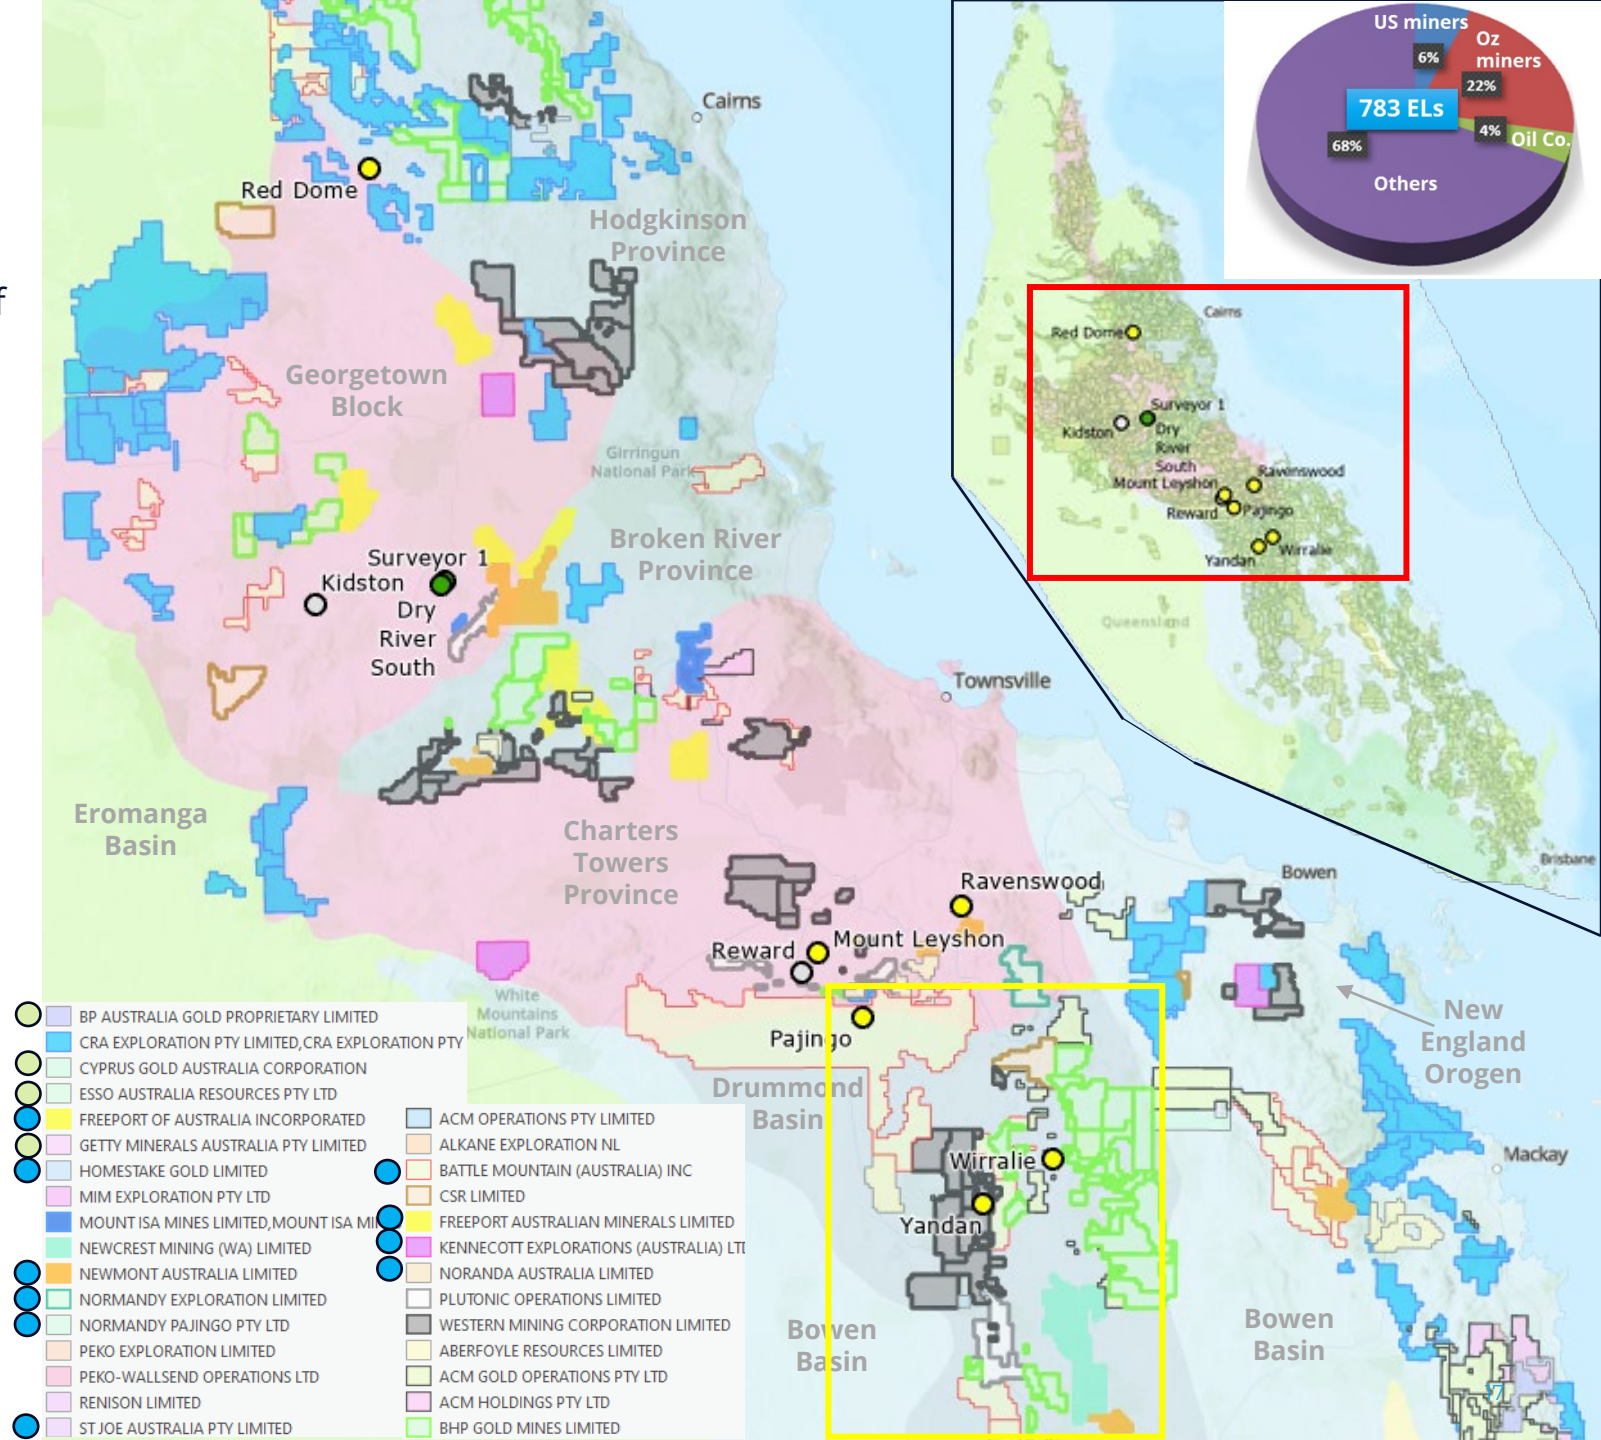 f
Cairns
Red Dome
Hodgkinson
Province
Georgetown
Block
Girringun
National Park
Broken River
Province
Surveyor 1
Kidston
Dry
River
South
Townsville
Eromanga
Basin
Charters
Towers
Province
Ravenswood
Bowen
Reward
Mount Leyshon
White
Mountains
National Park
Pajingo
New
England
Orogen
Drummond
Basin
Wirralie
Mackay
Yandan
Bowen
Basin
Bowen
Basin
17
US miners
6%
Oz
miners
22%
783 ELs
4%
Oil Co.
68%
Others
Cairns
Red Dome
Surveyor 1
Kidston
Dry
River
South
Ravenswood
Mount Leyshon
Reward
Pajingo
Wirralie
Yandan
Queensland
Brisbane
BP AUSTRALIA GOLD PROPRIETARY LIMITED
CRA EXPLORATION PTY LIMITED,CRA EXPLORATION PTY
CYPRUS GOLD AUSTRALIA CORPORATION
ESSO AUSTRALIA RESOURCES PTY LTD
FREEPORT OF AUSTRALIA INCORPORATED
GETTY MINERALS AUSTRALIA PTY LIMITED
HOMESTAKE GOLD LIMITED
MIM EXPLORATION PTY LTD
MOUNT ISA MINES LIMITED,MOUNT ISA MI
NEWCREST MINING (WA) LIMITED
NEWMONT AUSTRALIA LIMITED
NORMANDY EXPLORATION LIMITED
NORMANDY PAJINGO PTY LTD
PEKO EXPLORATION LIMITED
PEKO-WALLSEND OPERATIONS LTD
RENISON LIMITED
ST JOE AUSTRALIA PTY LIMITED
ACM OPERATIONS PTY LIMITED
ALKANE EXPLORATION NL
BATTLE MOUNTAIN (AUSTRALIA) INC
CSR LIMITED
FREEPORT AUSTRALIAN MINERALS LIMITED
KENNECOTT EXPLORATIONS (AUSTRALIA) LTD
NORANDA AUSTRALIA LIMITED
PLUTONIC OPERATIONS LIMITED
WESTERN MINING CORPORATION LIMITED
ABERFOYLE RESOURCES LIMITED
ACM GOLD OPERATIONS PTY LTD
ACM HOLDINGS PTY LTD
BHP GOLD MINES LIMITED